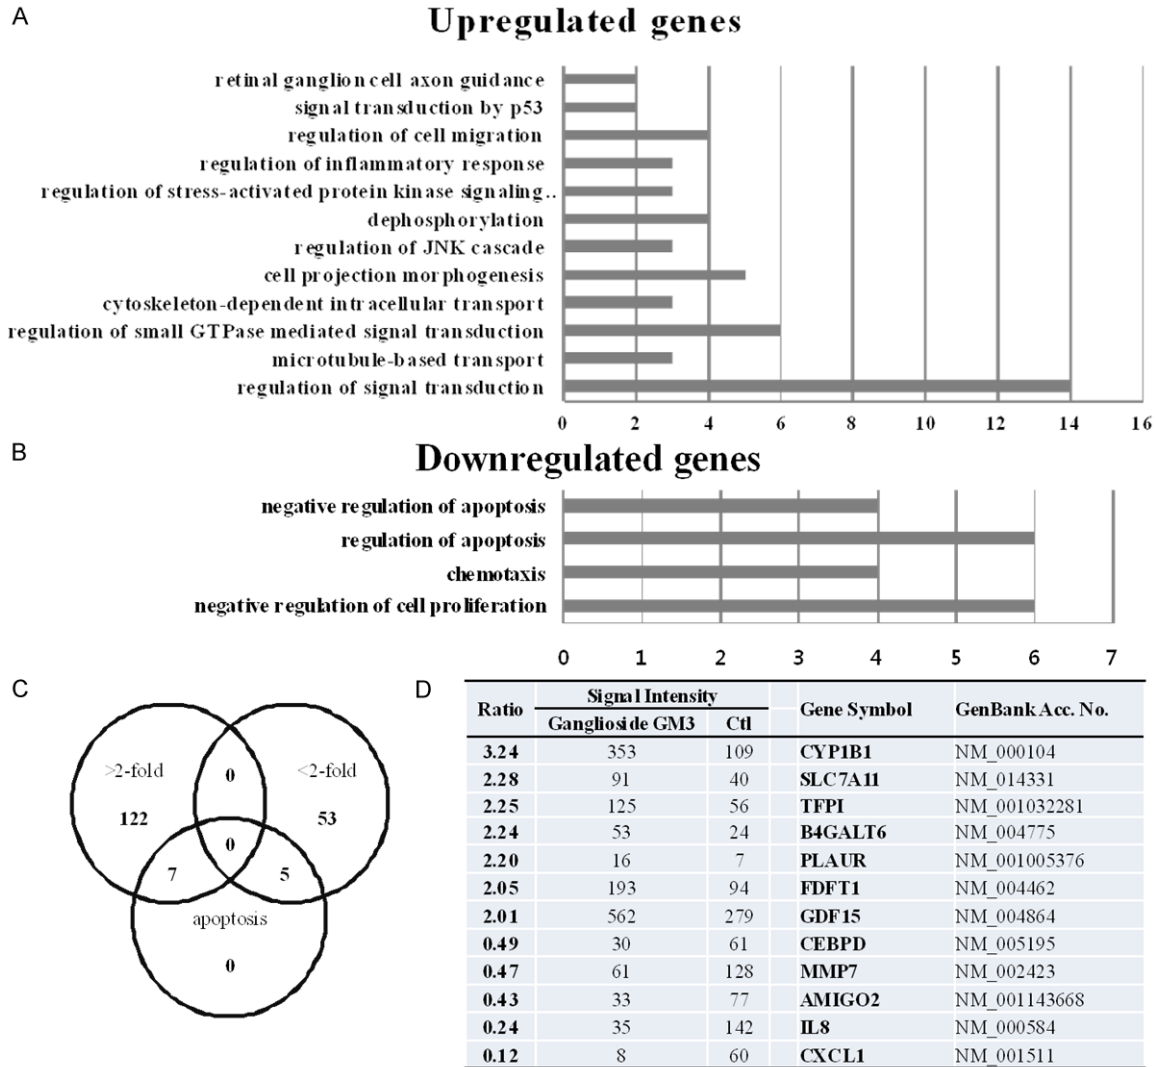 A
Upregulated genes
retinal ganglion cell axon guidance
signal transduction by p53
regulation of cell migration
regulation of inflammatory response
regulation of stress-activated protein kinase signaling..
dephosphorylation
regulation of JNK cascade
cell projection morphogenesis
cytoskeleton-dependent intracellular transport
regulation of small GTPase mediated signal transduction
microtubule-based transport
regulation of signal transduction
0 2 4 6 8 10 12 14 16
B
Downregulated genes
negative regulation of apoptosis
regulation of apoptosis
chemotaxis
negative regulation of cell proliferation
0 1 2 3 4 5 6 7
C
>2-fold 0 <2-fold
122 53
0
7 5
apoptosis
0
D
Ratio Signal Intensity Gene Symbol GenBank Acc. No.
Ganglioside GM3 Ctl
3.24 353 109 CYP1B1 NM_000104
2.28 91 40 SLC7A11 NM_014331
2.25 125 56 TFPI NM_001032281
2.24 53 24 B4GALT6 NM_004775
2.20 16 7 PLAUR NM_001005376
2.05 193 94 FDFT1 NM_004462
2.01 562 279 GDF15 NM_004864
0.49 30 61 CEBPD NM_005195
0.47 61 128 MMP7 NM_002423
0.43 33 77 AMIGO2 NM_001143668
0.24 35 142 IL8 NM_000584
0.12 8 60 CXCL1 NM_001511